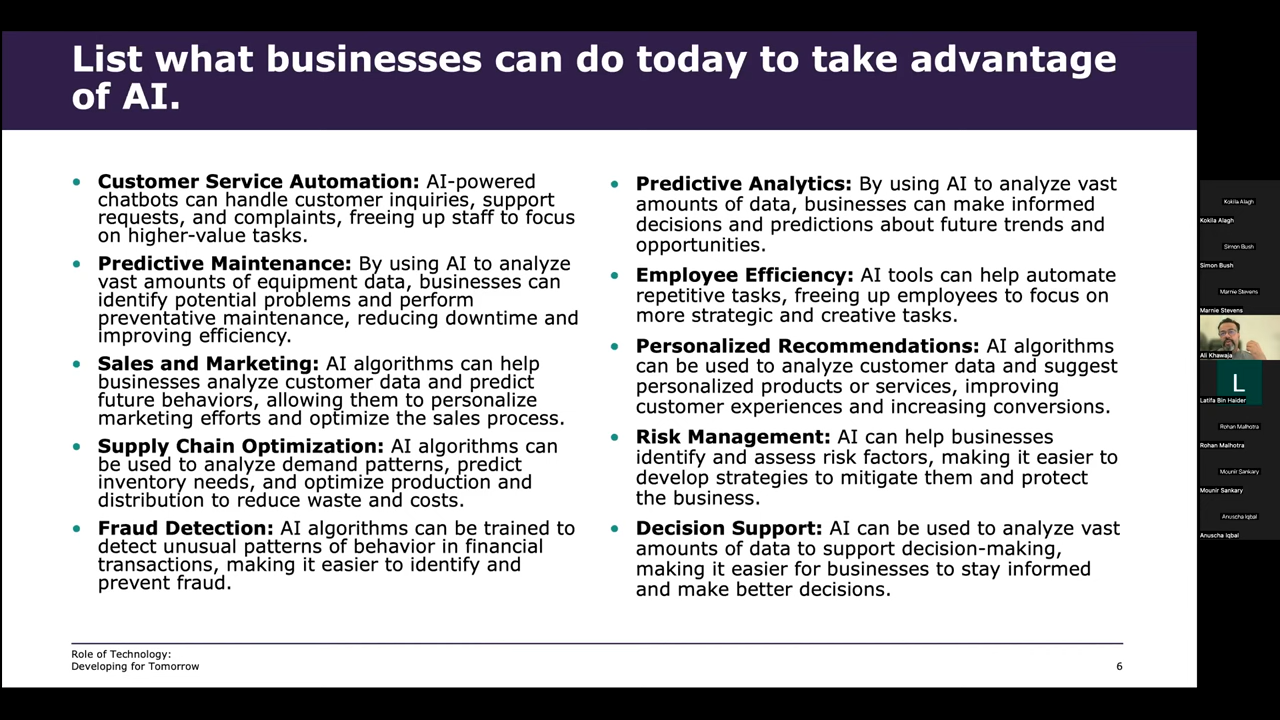 List what businesses can do today to take advantage
of AI.
• Customer Service Automation: AI-powered
chatbots can handle customer inquiries, support
requests, and complaints, freeing up staff to focus
on higher-value tasks.
• Predictive Maintenance: By using AI to analyze
vast amounts of equipment data, businesses can
identify potential problems and perform
preventative maintenance, reducing downtime and
improving efficiency.
• Sales and Marketing: AI algorithms can help
businesses analyze customer data and predict
future behaviors, allowing them to personalize
marketing efforts and optimize the sales process.
• Supply Chain Optimization: AI algorithms can
be used to analyze demand patterns, predict
inventory needs, and optimize production and
distribution to reduce waste and costs.
• Fraud Detection: AI algorithms can be trained to
detect unusual patterns of behavior in financial
transactions, making it easier to identify and
prevent fraud.
• Predictive Analytics: By using AI to analyze vast
amounts of data, businesses can make informed
decisions and predictions about future trends and
opportunities.
• Employee Efficiency: AI tools can help automate
repetitive tasks, freeing up employees to focus on
more strategic and creative tasks.
• Personalized Recommendations: AI algorithms
can be used to analyze customer data and suggest
personalized products or services, improving
customer experiences and increasing conversions.
• Risk Management: AI can help businesses
identify and assess risk factors, making it easier to
develop strategies to mitigate them and protect
the business.
• Decision Support: AI can be used to analyze vast
amounts of data to support decision-making,
making it easier for businesses to stay informed
and make better decisions.
Role of Technology:
Developing for Tomorrow
6
Kokila Alagh
Kokila Alagh
Simon Bush
Simon Bush
Marnie Stevens
Marnie Stevens
Ali Khawaja
L
Latifa Bin Haider
Rohan Malhotra
Rohan Malhotra
Mounir Sankary
Mounir Sankary
Anuscha Iqbal
Anuscha Iqbal